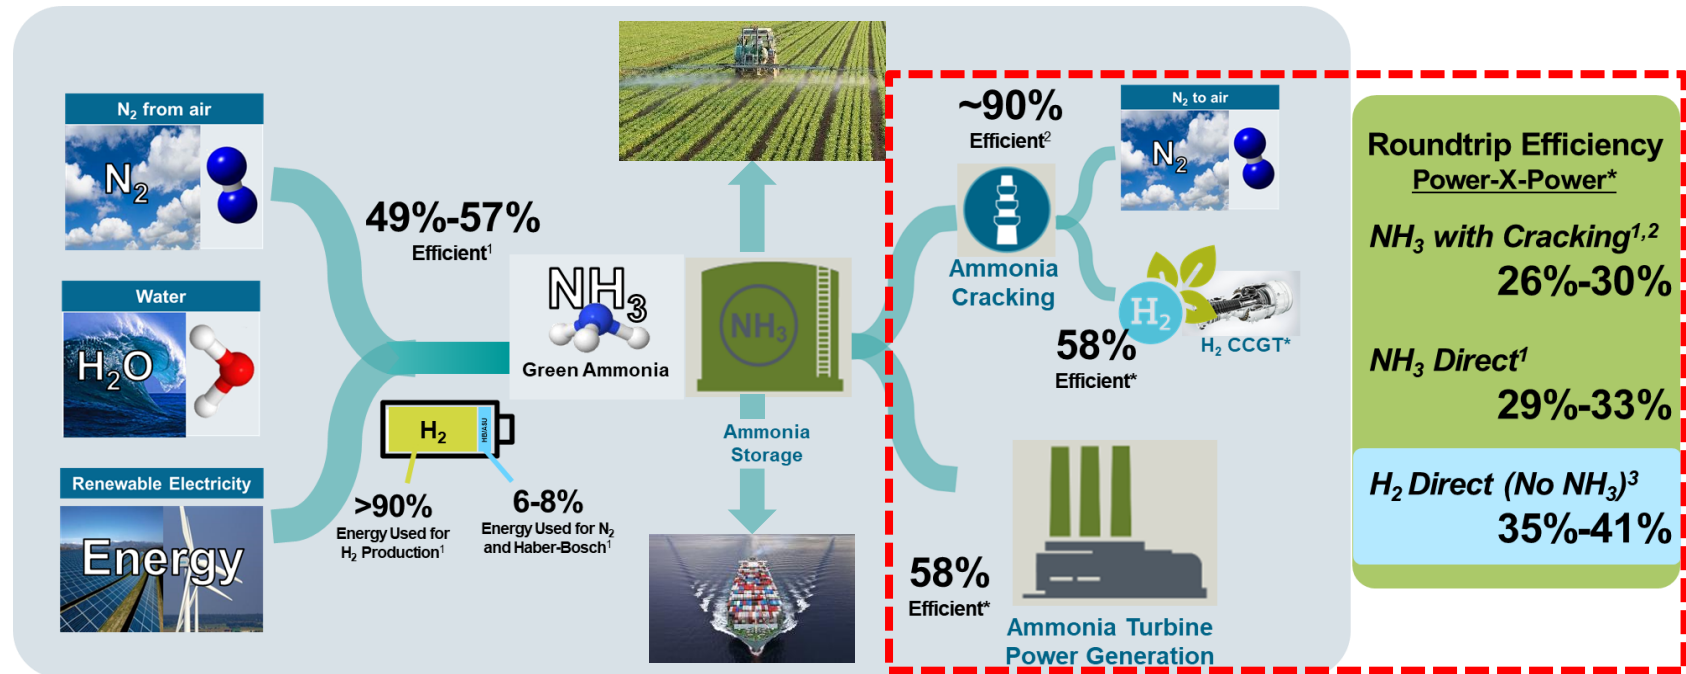 N₂ from air
N₂
Water
H₂O
Renewable Electricity
Energy
49%-57%
Efficient¹
NH₃
Green Ammonia
H₂
HB/ASU
>90%
Energy Used for
H₂ Production¹
6-8%
Energy Used for N₂
and Haber-Bosch¹
NH₃
Ammonia
Storage
~90%
Efficient²
Ammonia
Cracking
N₂ to air
N₂
H₂
58%
Efficient*
H₂ CCGT*
58%
Efficient*
Ammonia Turbine
Power Generation
Roundtrip Efficiency
Power-X-Power*
NH₃ with Cracking¹,²
26%-30%
NH₃ Direct¹
29%-33%
H₂ Direct (No NH₃)³
35%-41%